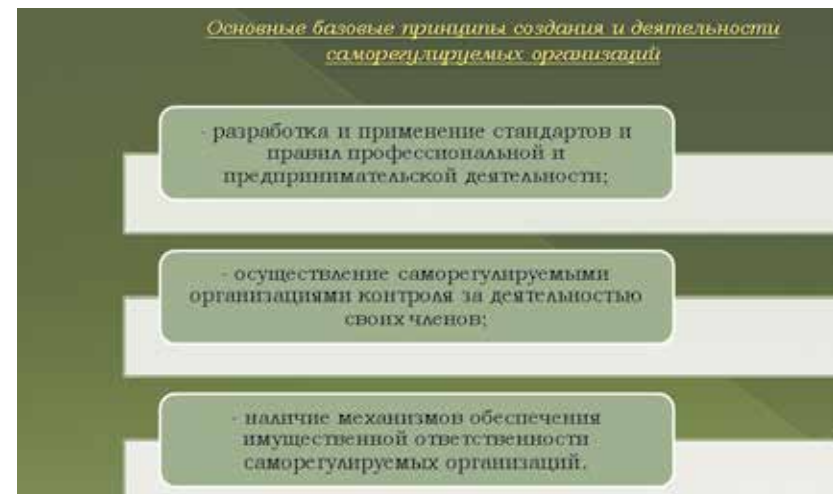 Основные базовые принципы создания и деятельности
саморегулируемых организаций
- разработка и применение стандартов и
правил профессиональной и
предпринимательской деятельности;
- осуществление саморегулируемыми
организациями контроля за деятельностью
своих членов;
- наличие механизмов обеспечения
имущественной ответственности
саморегулируемых организаций.